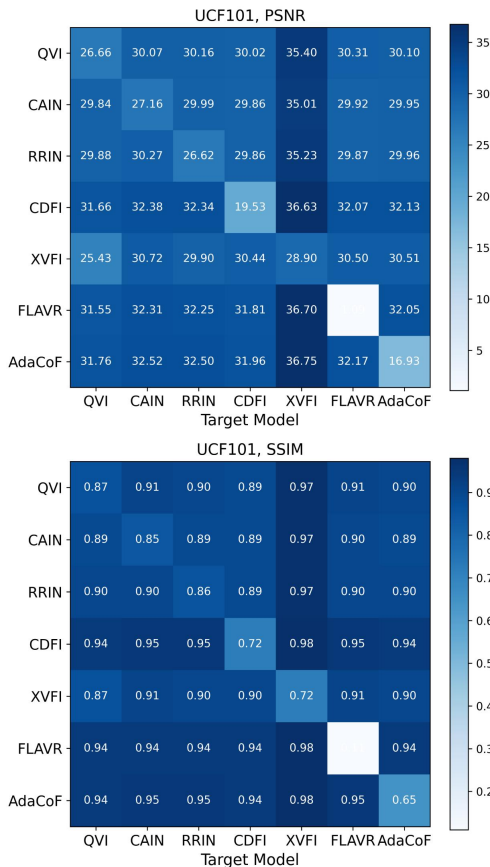 UCF101, PSNR
QVI 26.66 30.07 30.16 30.02 35.40 30.31 30.10
CAIN 29.84 27.16 29.99 29.86 35.01 29.92 29.95
RRIN 29.88 30.27 26.62 29.86 35.23 29.87 29.96
CDFI 31.66 32.38 32.34 19.53 36.63 32.07 32.13
XVFI 25.43 30.72 29.90 30.44 28.90 30.50 30.51
FLAVR 31.55 32.31 32.25 31.81 36.70 32.05
AdaCoF 31.76 32.52 32.50 31.96 36.75 32.17 16.93
QVI CAIN RRIN CDFI XVFI FLAVR AdaCoF
Target Model
35
30
25
20
15
10
5
UCF101, SSIM
QVI 0.87 0.91 0.90 0.89 0.97 0.91 0.90
CAIN 0.89 0.85 0.89 0.89 0.97 0.90 0.89
RRIN 0.90 0.90 0.86 0.89 0.97 0.90 0.90
CDFI 0.94 0.95 0.95 0.72 0.98 0.95 0.94
XVFI 0.87 0.91 0.90 0.90 0.72 0.91 0.90
FLAVR 0.94 0.94 0.94 0.94 0.98 0.94
AdaCoF 0.94 0.95 0.95 0.94 0.98 0.95 0.65
QVI CAIN RRIN CDFI XVFI FLAVR AdaCoF
Target Model